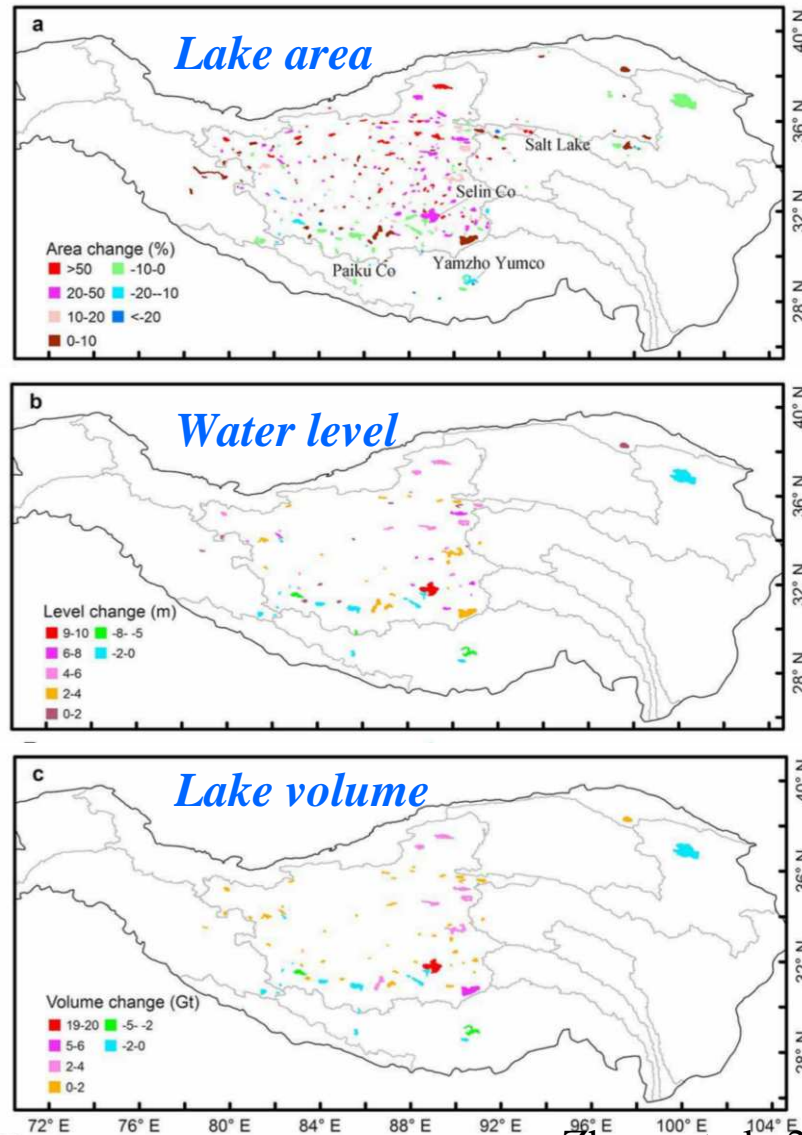 a
Lake area
40° N
36° N
32° N
28° N
Salt Lake
Selin Co
Paiku Co
Yamzho Yumco
Area change (%)
>50
-10-0
20-50
-20--10
10-20
<-20
0-10
b
Water level
40° N
36° N
32° N
28° N
Level change (m)
9-10
-8- -5
6-8
-2-0
4-6
2-4
0-2
c
Lake volume
40° N
36° N
32° N
28° N
Volume change (Gt)
19-20
-5- -2
5-6
-2-0
2-4
0-2
72° E 76° E 80° E 84° E 88° E 92° E 96° E 100° E 104° E